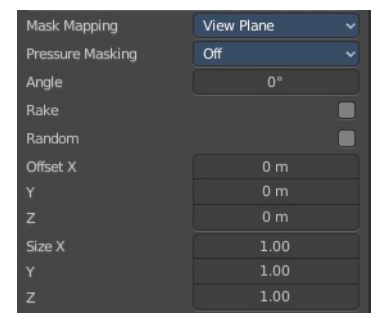 Mask Mapping View Plane
Pressure Masking Off
Angle 0°
Rake
Random
Offset X 0 m
Y 0 m
Z 0 m
Size X 1.00
Y 1.00
Z 1.00